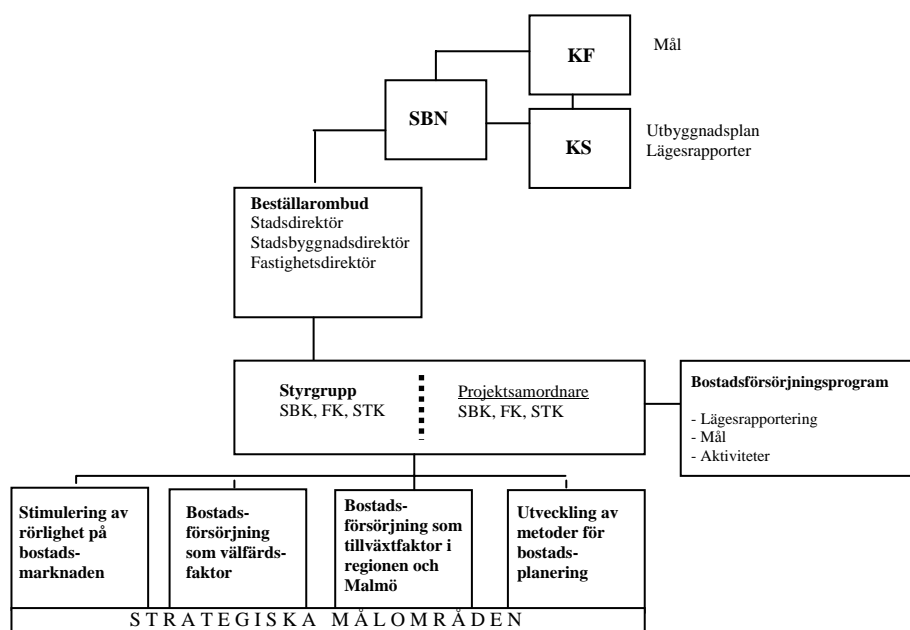 KF
Mål
SBN
KS
Utbyggnadsplan
Lägesrapporter
Beställarombud
Stadsdirektör
Stadsbyggnadsdirektör
Fastighetsdirektör
Styrgrupp
SBK, FK, STK
Projektsamordnare
SBK, FK, STK
Bostadsförsörjningsprogram
- Lägesrapportering
- Mål
- Aktiviteter
Stimulering av
rörlighet på
bostads-
marknaden
Bostads-
försörjning
som välfärds-
faktor
Bostads-
försörjning som
tillväxtfaktor i
regionen och
Malmö
Utveckling av
metoder för
bostads-
planering
STRATEGISKA MÅLOMRÅDEN